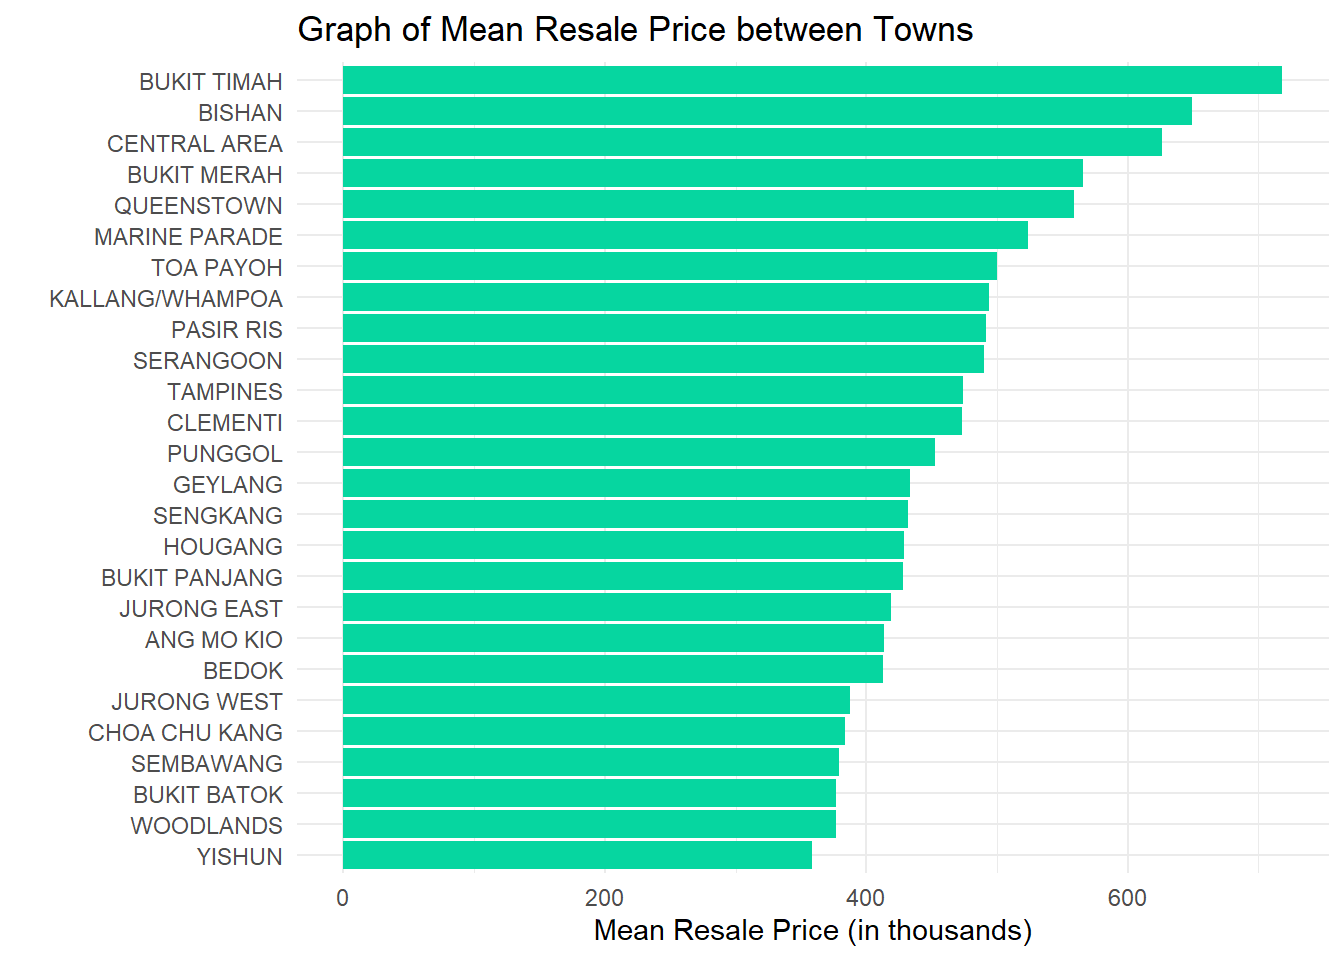 Graph of Mean Resale Price between Towns
BUKIT TIMAH
BISHAN
CENTRAL AREA
BUKIT MERAH
QUEENSTOWN
MARINE PARADE
TOA PAYOH
KALLANG/WHAMPOA
PASIR RIS
SERANGOON
TAMPINES
CLEMENTI
PUNGGOL
GEYLANG
SENGKANG
HOUGANG
BUKIT PANJANG
JURONG EAST
ANG MO KIO
BEDOK
JURONG WEST
CHOA CHU KANG
SEMBAWANG
BUKIT BATOK
WOODLANDS
YISHUN
0 200 400 600
Mean Resale Price (in thousands)